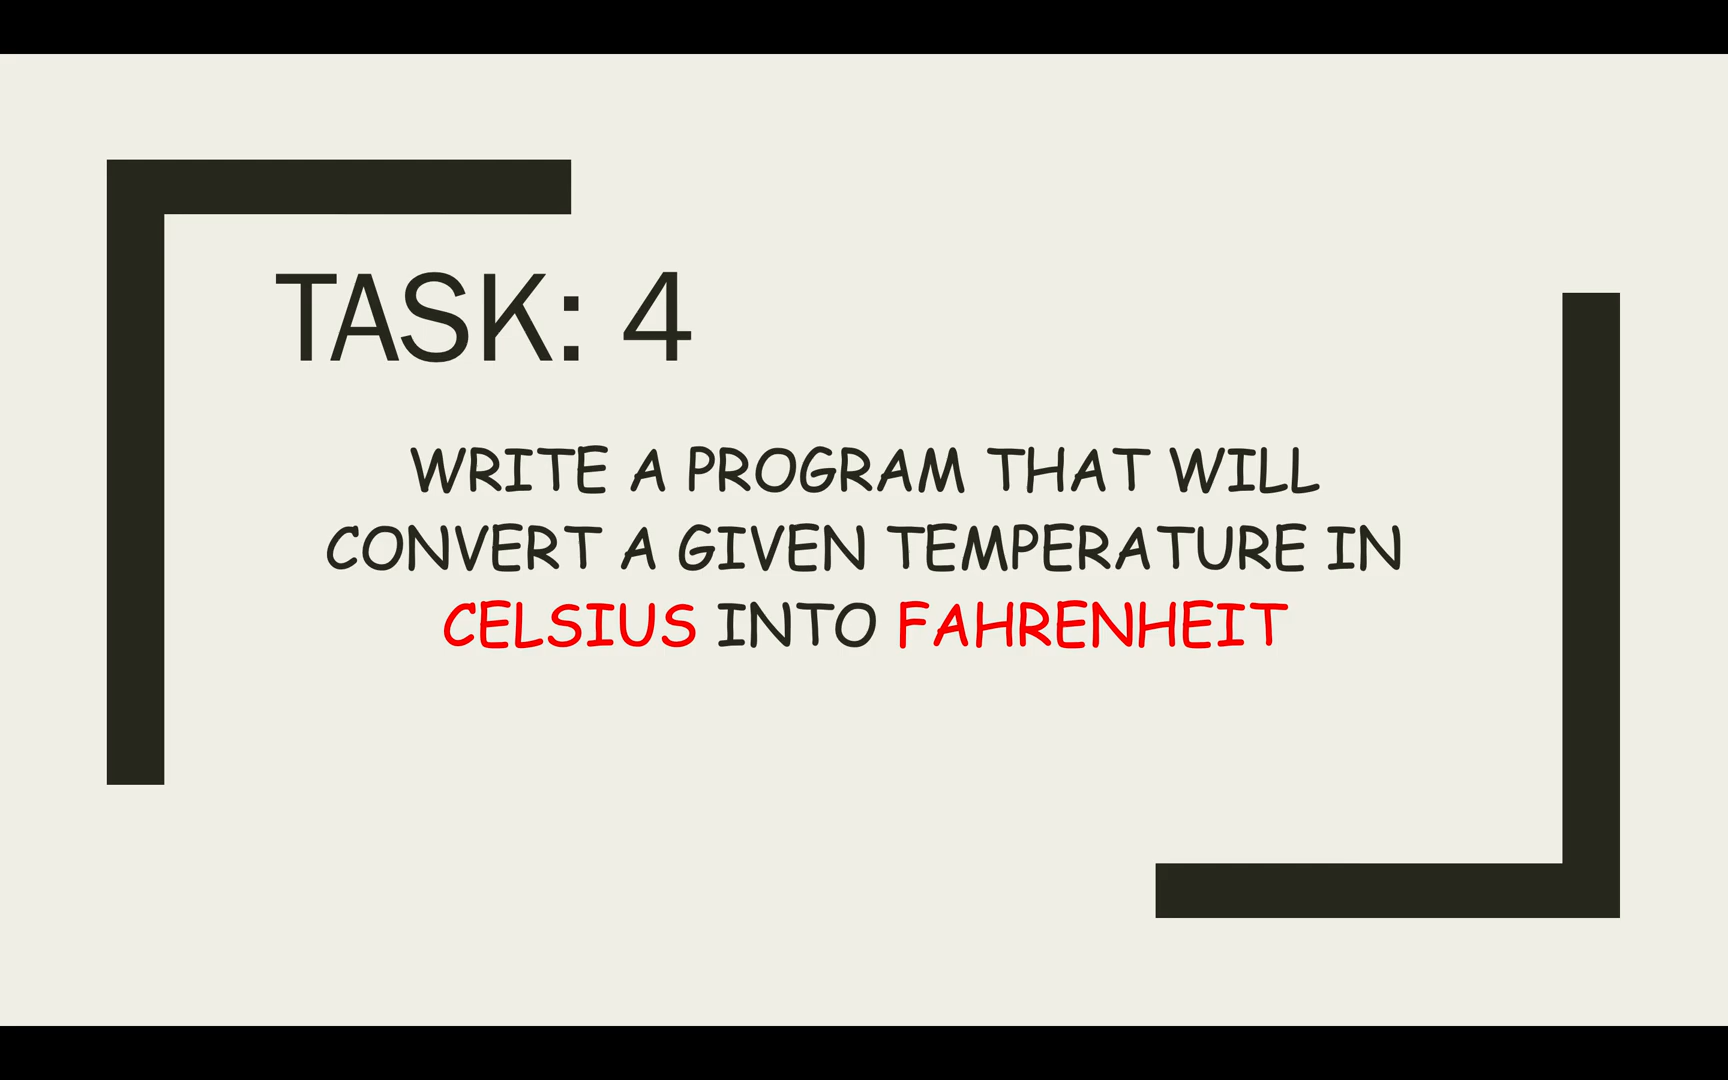 TASK: 4
WRITE A PROGRAM THAT WILL
CONVERT A GIVEN TEMPERATURE IN
CELSIUS INTO FAHRENHEIT